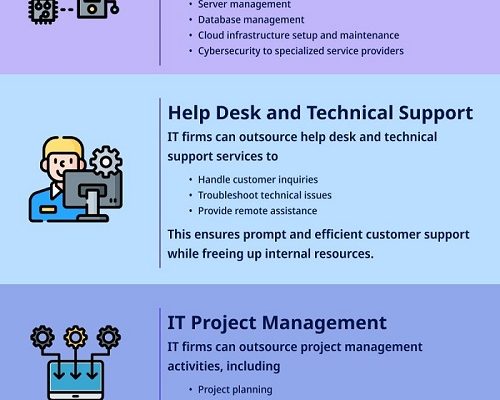 • Server management
• Database management
• Cloud infrastructure setup and maintenance
• Cybersecurity to specialized service providers
Help Desk and Technical Support
IT firms can outsource help desk and technical
support services to
• Handle customer inquiries
• Troubleshoot technical issues
• Provide remote assistance
This ensures prompt and efficient customer support
while freeing up internal resources.
IT Project Management
IT firms can outsource project management
activities, including
• Project planning